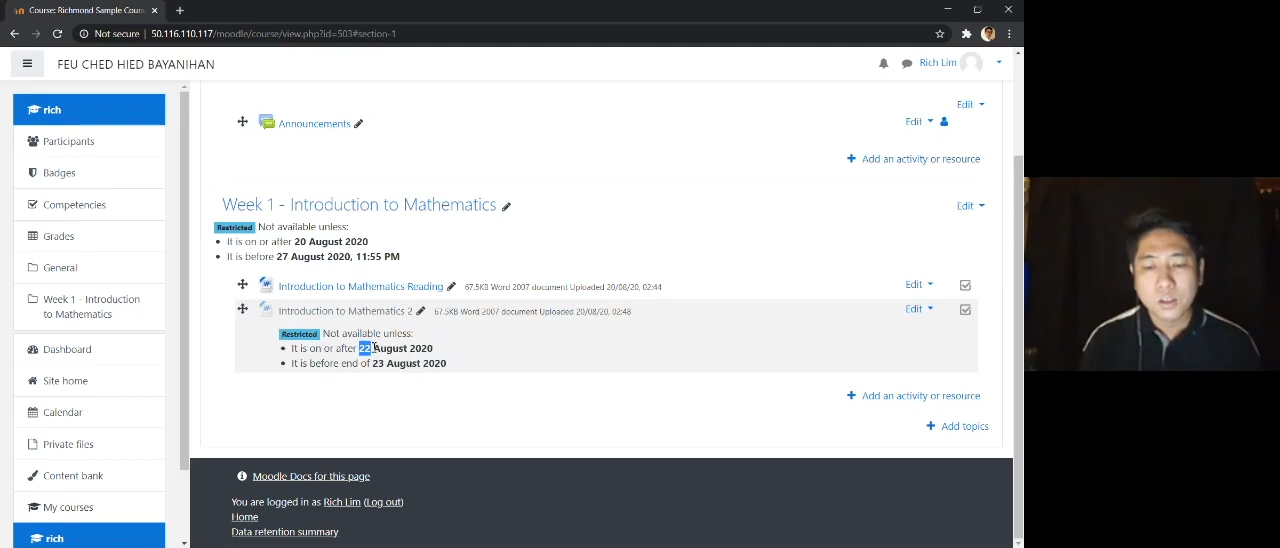 Course: Richmond Sample Cours
Not secure | 50.116.110.117/moodle/course/view.php?id=503#section-1
FEU CHED HIED BAYANIHAN
Rich Lim
rich
Participants
Badges
Competencies
Grades
General
Week 1 - Introduction
to Mathematics
Dashboard
Site home
Calendar
Private files
Content bank
My courses
rich
Edit
Announcements
Edit
Add an activity or resource
Week 1 - Introduction to Mathematics
Edit
Restricted Not available unless:
It is on or after 20 August 2020
It is before 27 August 2020, 11:55 PM
Introduction to Mathematics Reading 67.5KB Word 2007 document Uploaded 20/08/20, 02:44 Edit
Introduction to Mathematics 2 67.5KB Word 2007 document Uploaded 20/08/20, 02:48 Edit
Restricted Not available unless:
It is on or after 22 August 2020
It is before end of 23 August 2020
Add an activity or resource
Add topics
Moodle Docs for this page
You are logged in as Rich Lim (Log out)
Home
Data retention summary